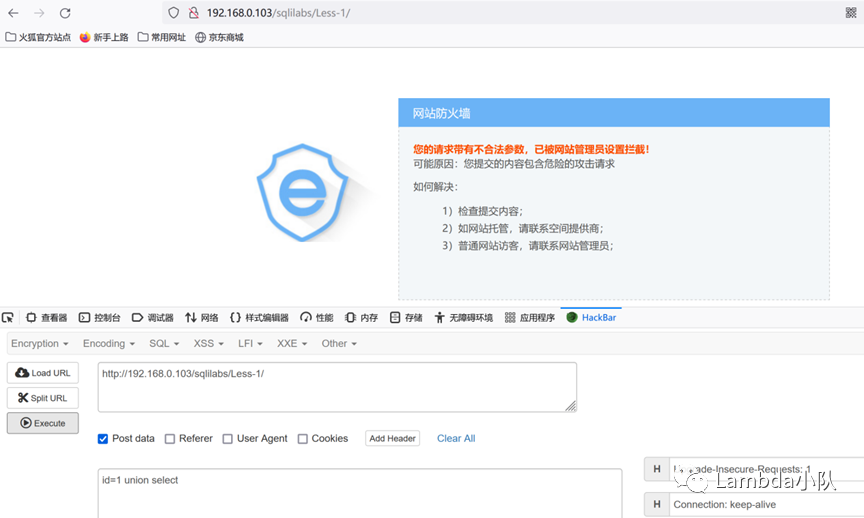 192.168.0.103/sqlilabs/Less-1/
火狐官方站点 新手上路 常用网址 京东商城
网站防火墙
您的请求带有不合法参数，已被网站管理员设置拦截！
可能原因：您提交的内容包含危险的攻击请求
如何解决：
1）检查提交内容；
2）如网站托管，请联系空间提供商；
3）普通网站访客，请联系网站管理员；
查看器 控制台 调试器 网络 样式编辑器 性能 内存 存储 无障碍环境 应用程序 HackBar
Encryption Encoding SQL XSS LFI XXE Other
Load URL
http://192.168.0.103/sqlilabs/Less-1/
Split URL
Execute
Post data Referer User Agent Cookies Add Header Clear All
id=1 union select
H
ade-Insecure-Requests: 1
Lambda小队
H Connection: keep-alive